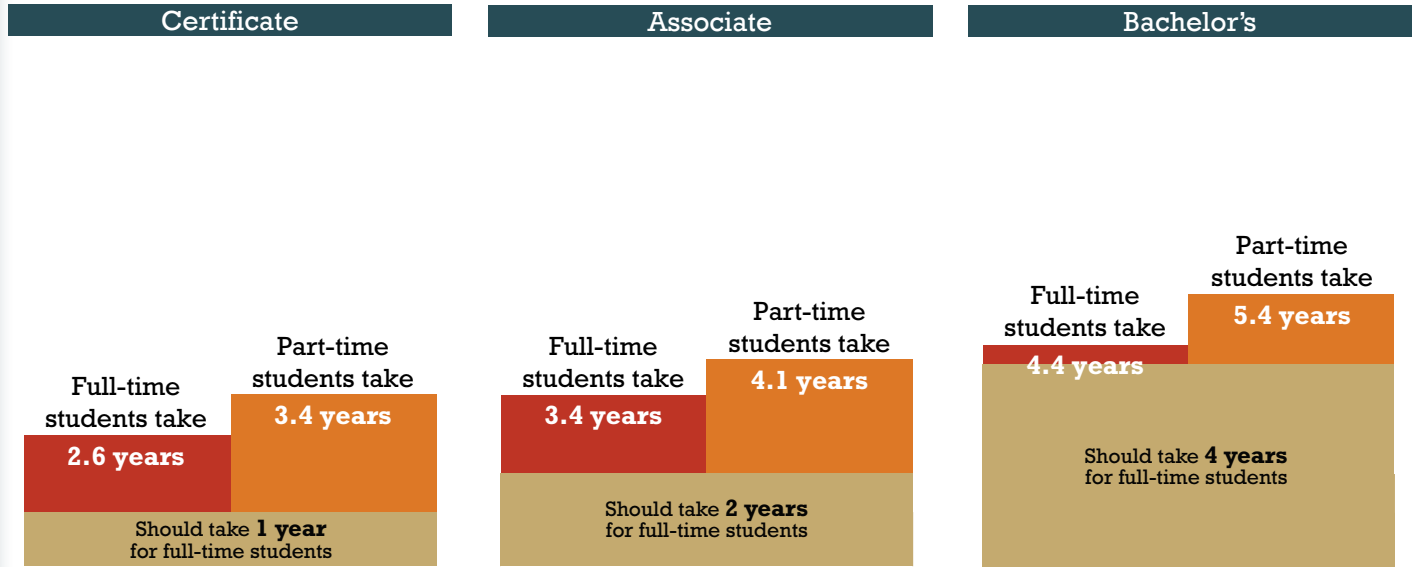 Certificate
Full-time
students take
2.6 years
Part-time
students take
3.4 years
Should take 1 year
for full-time students
Associate
Full-time
students take
3.4 years
Part-time
students take
4.1 years
Should take 2 years
for full-time students
Bachelor’s
Full-time
students take
4.4 years
Part-time
students take
5.4 years
Should take 4 years
for full-time students